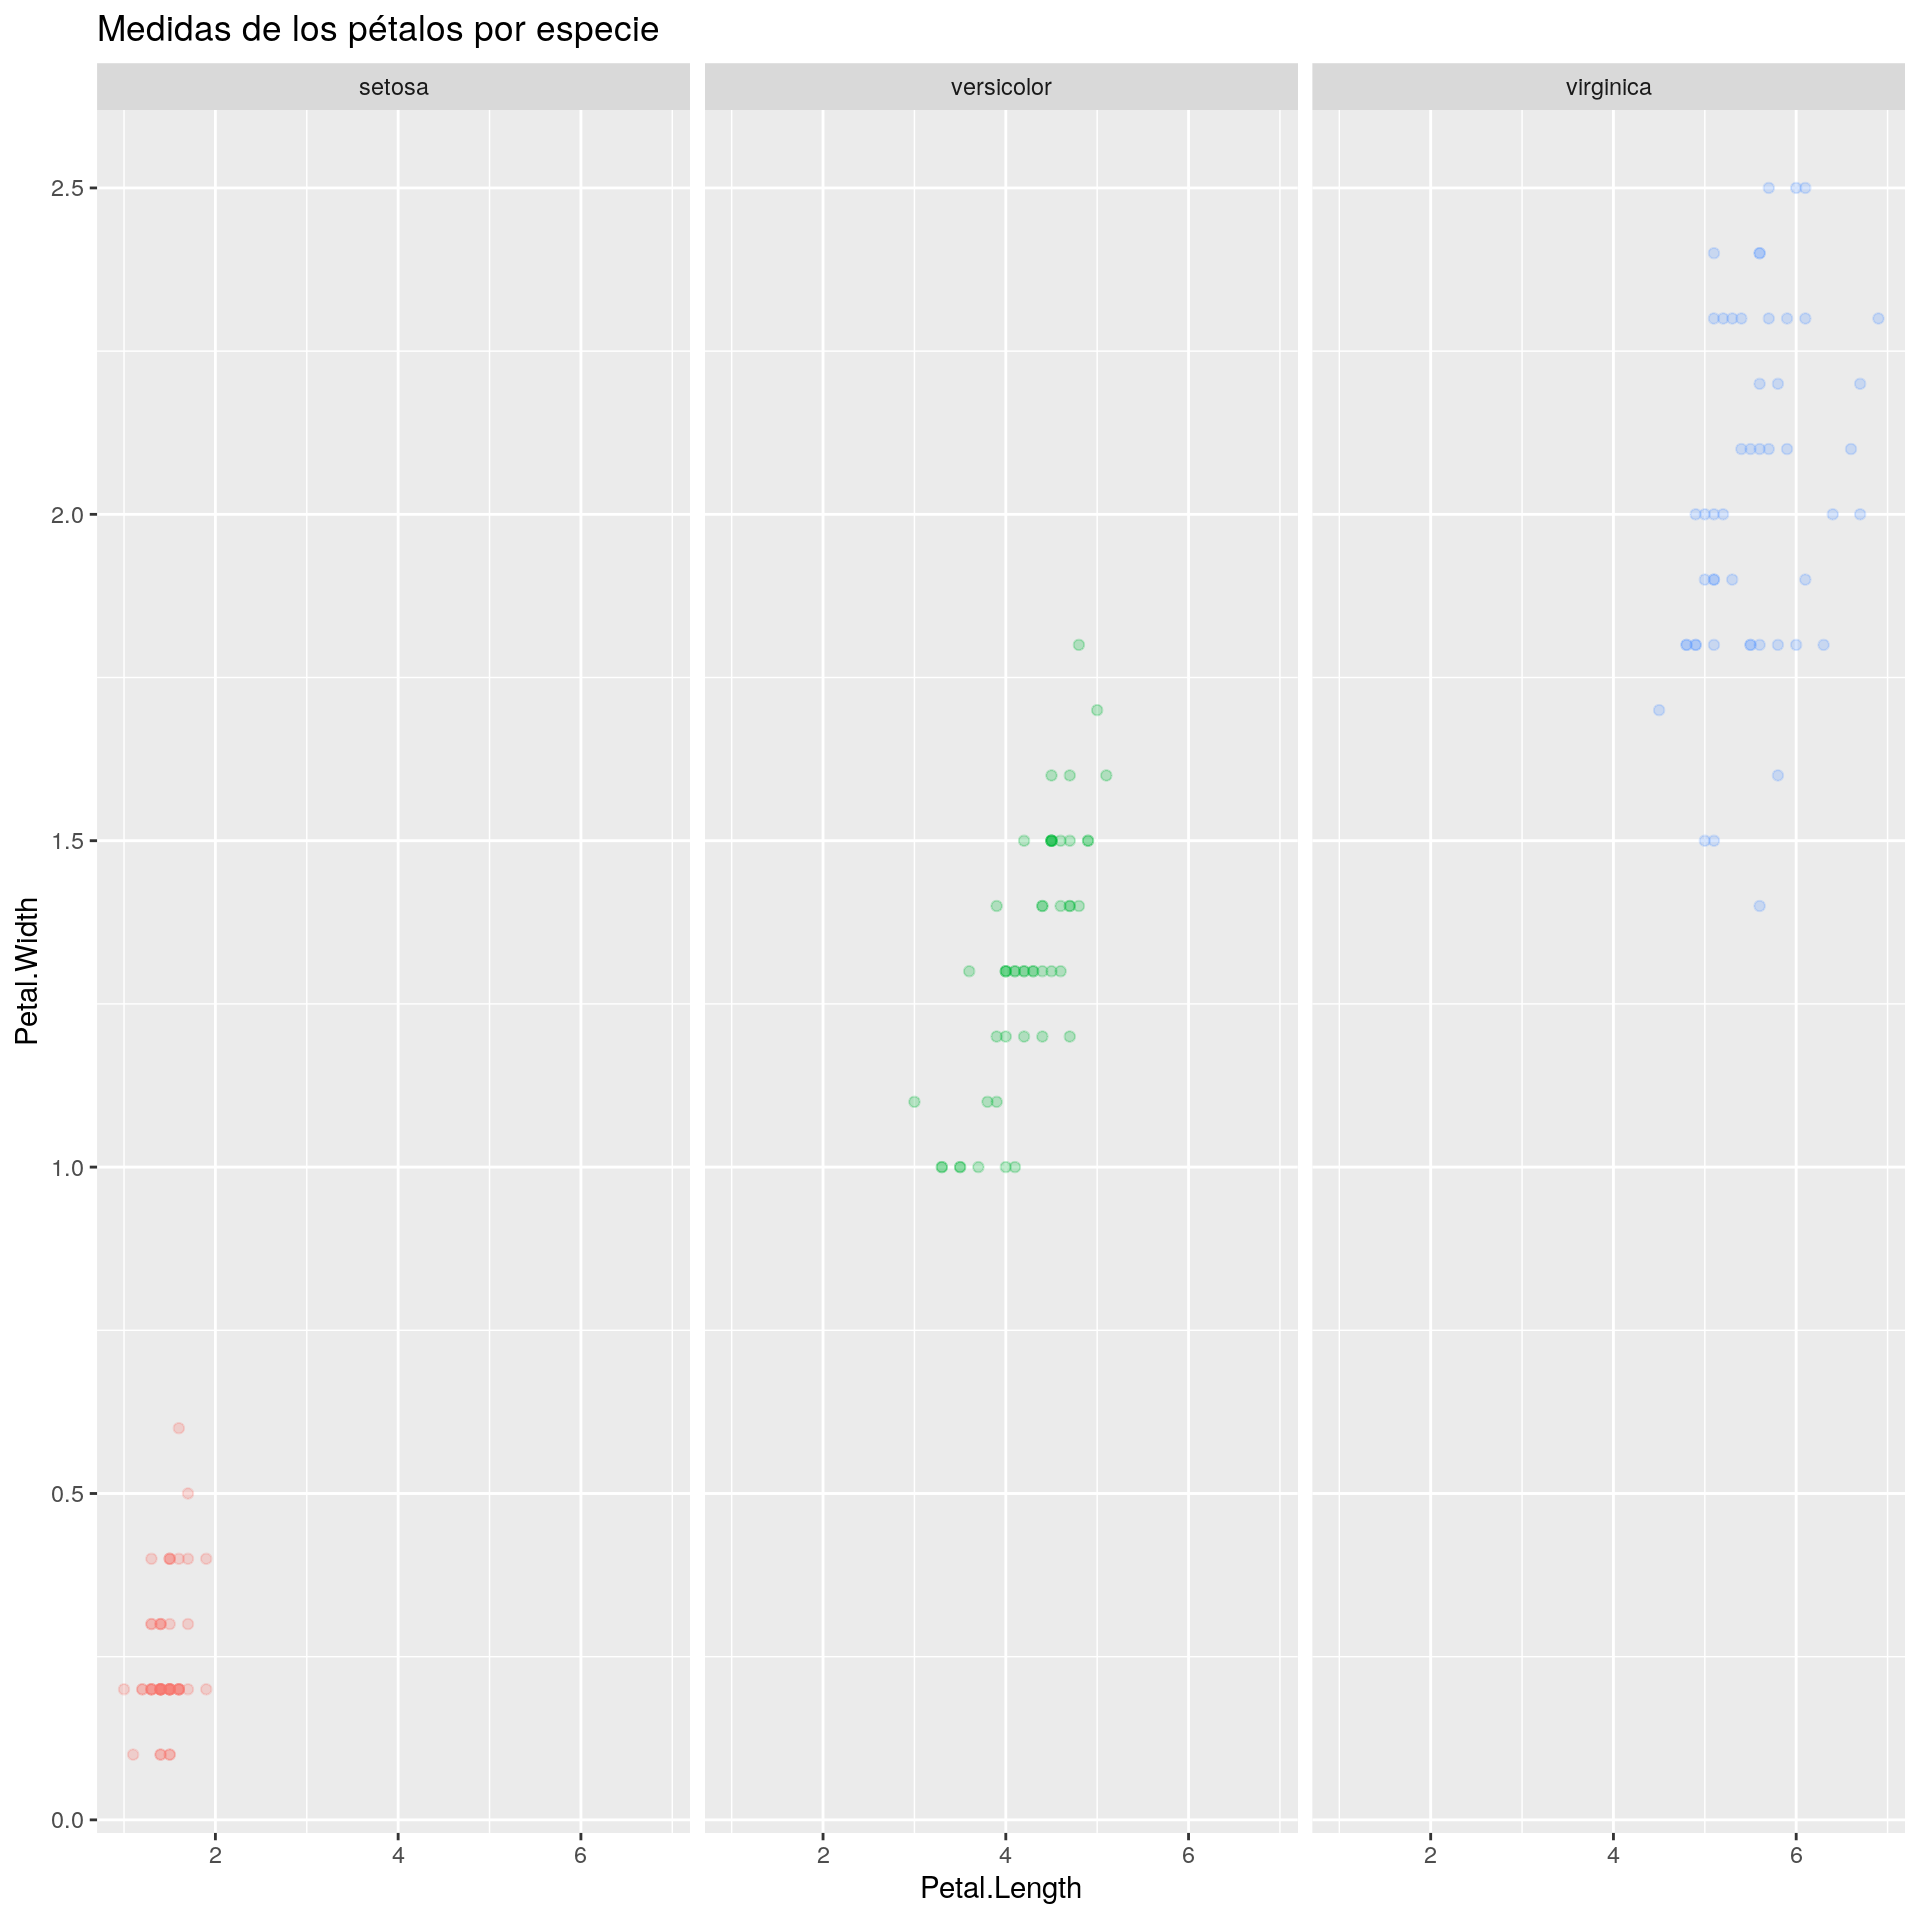 Medidas de los pétalos por especie
setosa
versicolor
virginica
2.5
2.0
1.5
1.0
0.5
0.0
Petal.Width
2 4 6
2 4 6
2 4 6
Petal.Length